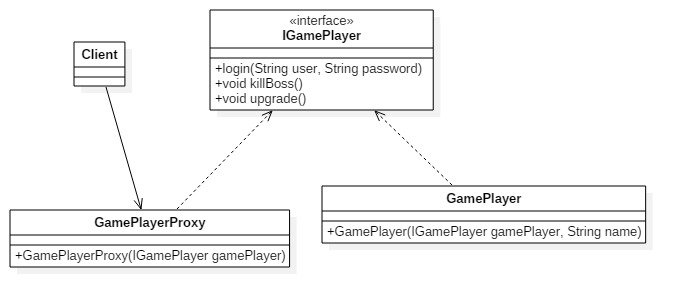 «interface»
IGamePlayer
+login(String user, String password)
+void killBoss()
+void upgrade()
Client
GamePlayerProxy
+GamePlayerProxy(IGamePlayer gamePlayer)
GamePlayer
+GamePlayer(IGamePlayer gamePlayer, String name)